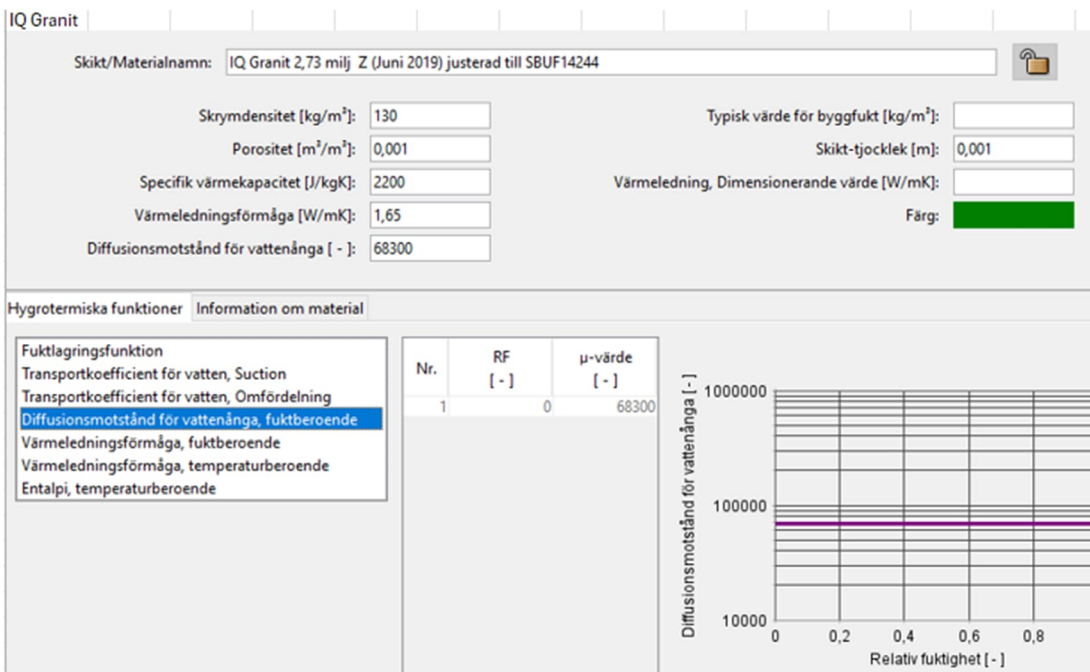 IQ Granit
Skikt/Materialnamn: IQ Granit 2,73 milj  Z (Juni 2019) justerad till SBUF14244
Skrymdensitet [kg/m³]: 130
Typisk värde för byggfukt [kg/m³]:
Porositet [m³/m³]: 0,001
Skikt-tjocklek [m]: 0,001
Specifik värmekapacitet [J/kgK]: 2200
Värmeledning, Dimensionerande värde [W/mK]:
Värmeledningsförmåga [W/mK]: 1,65
Färg:
Diffusionsmotstånd för vattenånga [ - ]: 68300
Hygrotermiska funktioner Information om material
Fuktlagringsfunktion
Transportkoefficient för vatten, Suction
Transportkoefficient för vatten, Omfördelning
Diffusionsmotstånd för vattenånga, fuktberoende
Värmeledningsförmåga, fuktberoende
Värmeledningsförmåga, temperaturberoende
Entalpi, temperaturberoende
Nr. RF [ - ] µ-värde [ - ]
1 0 68300
Diffusionsmotstånd för vattenånga [ - ]
1000000
100000
10000
0 0,2 0,4 0,6 0,8
Relativ fuktighet [ - ]